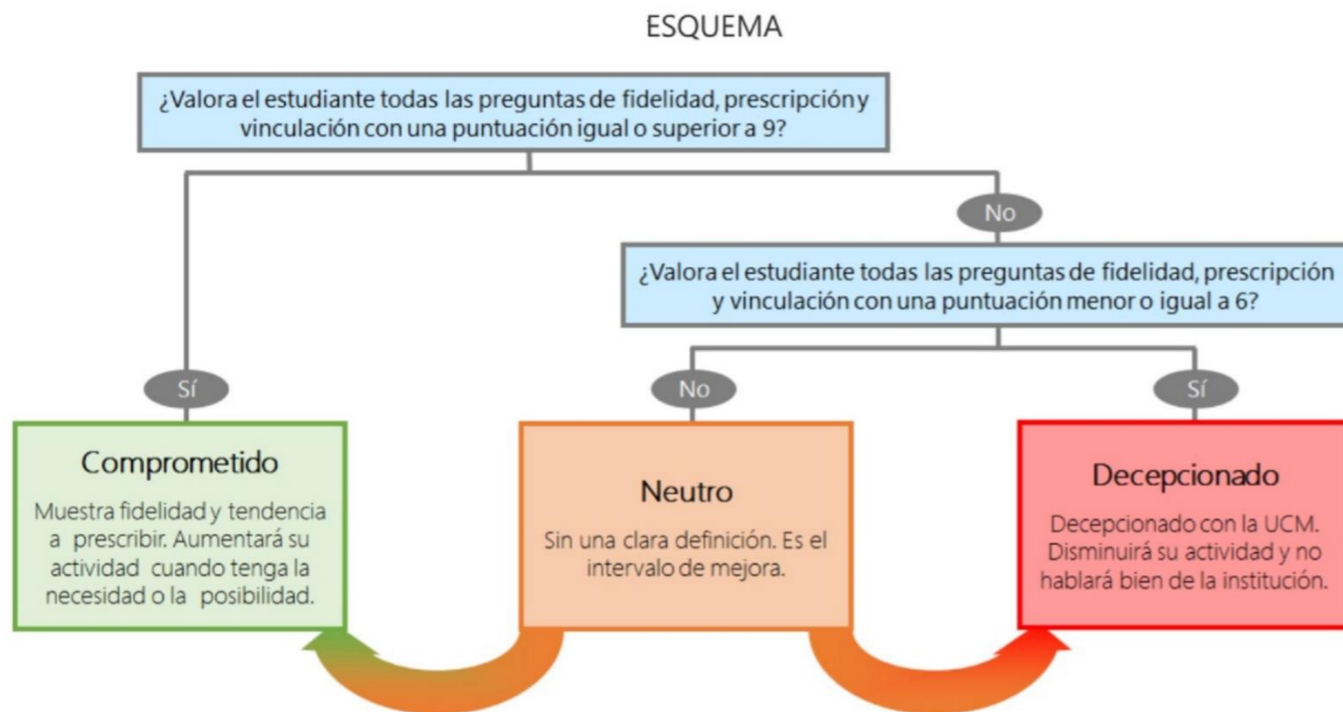 ESQUEMA
¿Valora el estudiante todas las preguntas de fidelidad, prescripción y
vinculación con una puntuación igual o superior a 9?
No
¿Valora el estudiante todas las preguntas de fidelidad, prescripción
y vinculación con una puntuación menor o igual a 6?
Sí
No
Sí
Comprometido
Muestra fidelidad y tendencia
a prescribir. Aumentará su
actividad cuando tenga la
necesidad o la posibilidad.
Neutro
Sin una clara definición. Es el
intervalo de mejora.
Decepcionado
Decepcionado con la UCM.
Disminuirá su actividad y no
hablará bien de la institución.